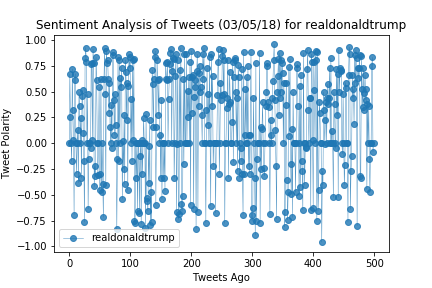 Sentiment Analysis of Tweets (03/05/18) for realdonaldtrump
1.00
0.75
0.50
0.25
0.00
−0.25
−0.50
−0.75
−1.00
Tweet Polarity
realdonaldtrump
0 100 200 300 400 500
Tweets Ago